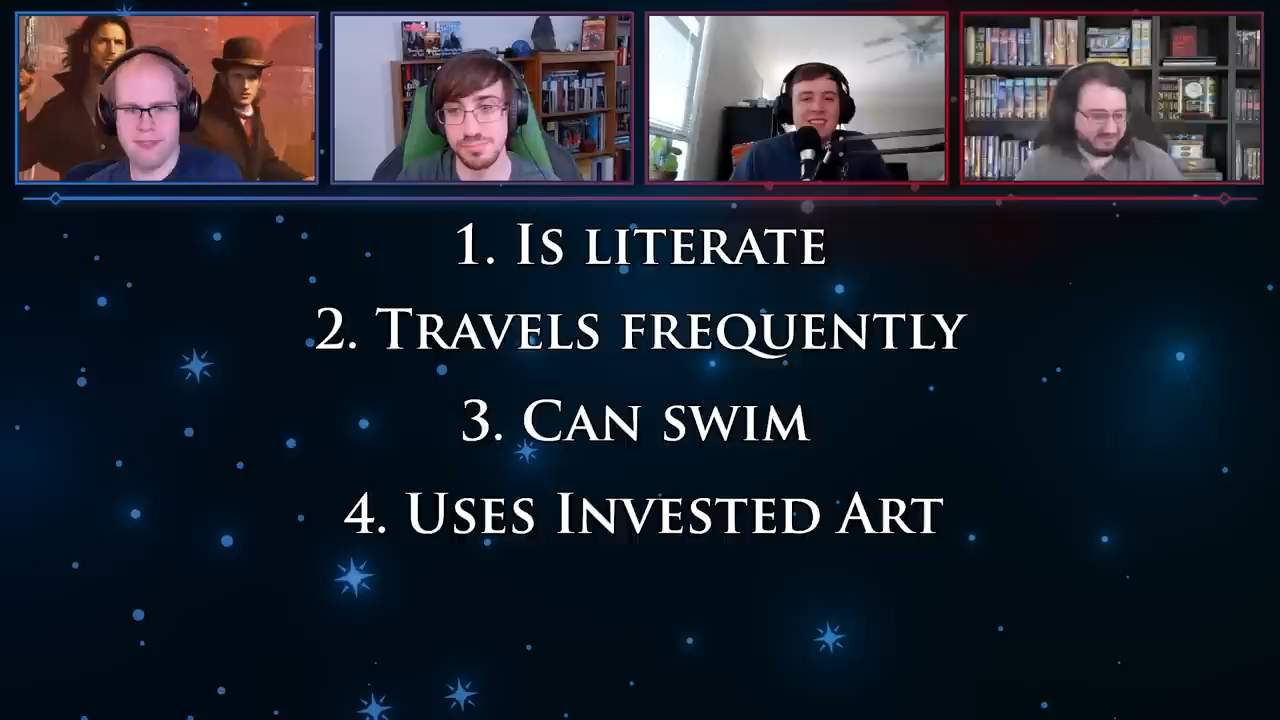 1. Is literate
2. Travels frequently
3. Can swim
4. Uses Invested Art